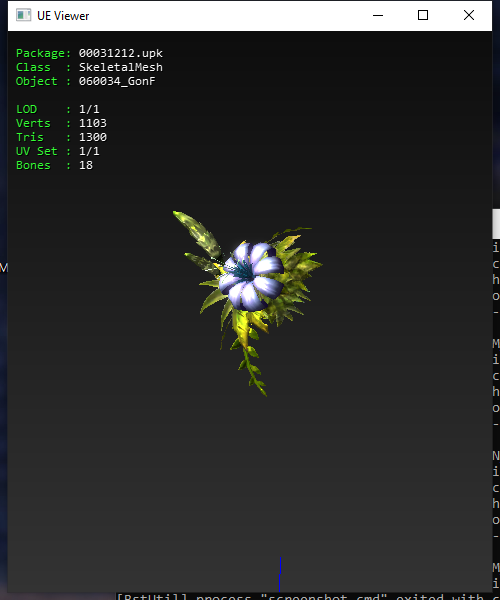 UE Viewer
Package: 00031212.upk
Class  : SkeletalMesh
Object : 060034_GonF
LOD    : 1/1
Verts  : 1103
Tris   : 1300
UV Set : 1/1
Bones  : 18
M
i
c
h
o
-
M
i
c
h
o
-
N
i
c
h
o
-
M
i
[BstUtil] process "screenshot.cmd" exited with c